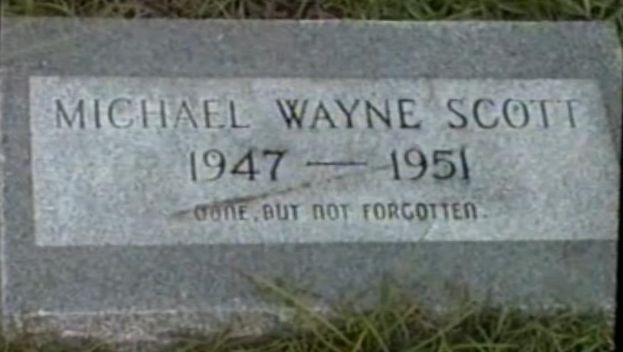 MICHAEL WAYNE SCOTT
1947 — 1951
GONE, BUT NOT FORGOTTEN.